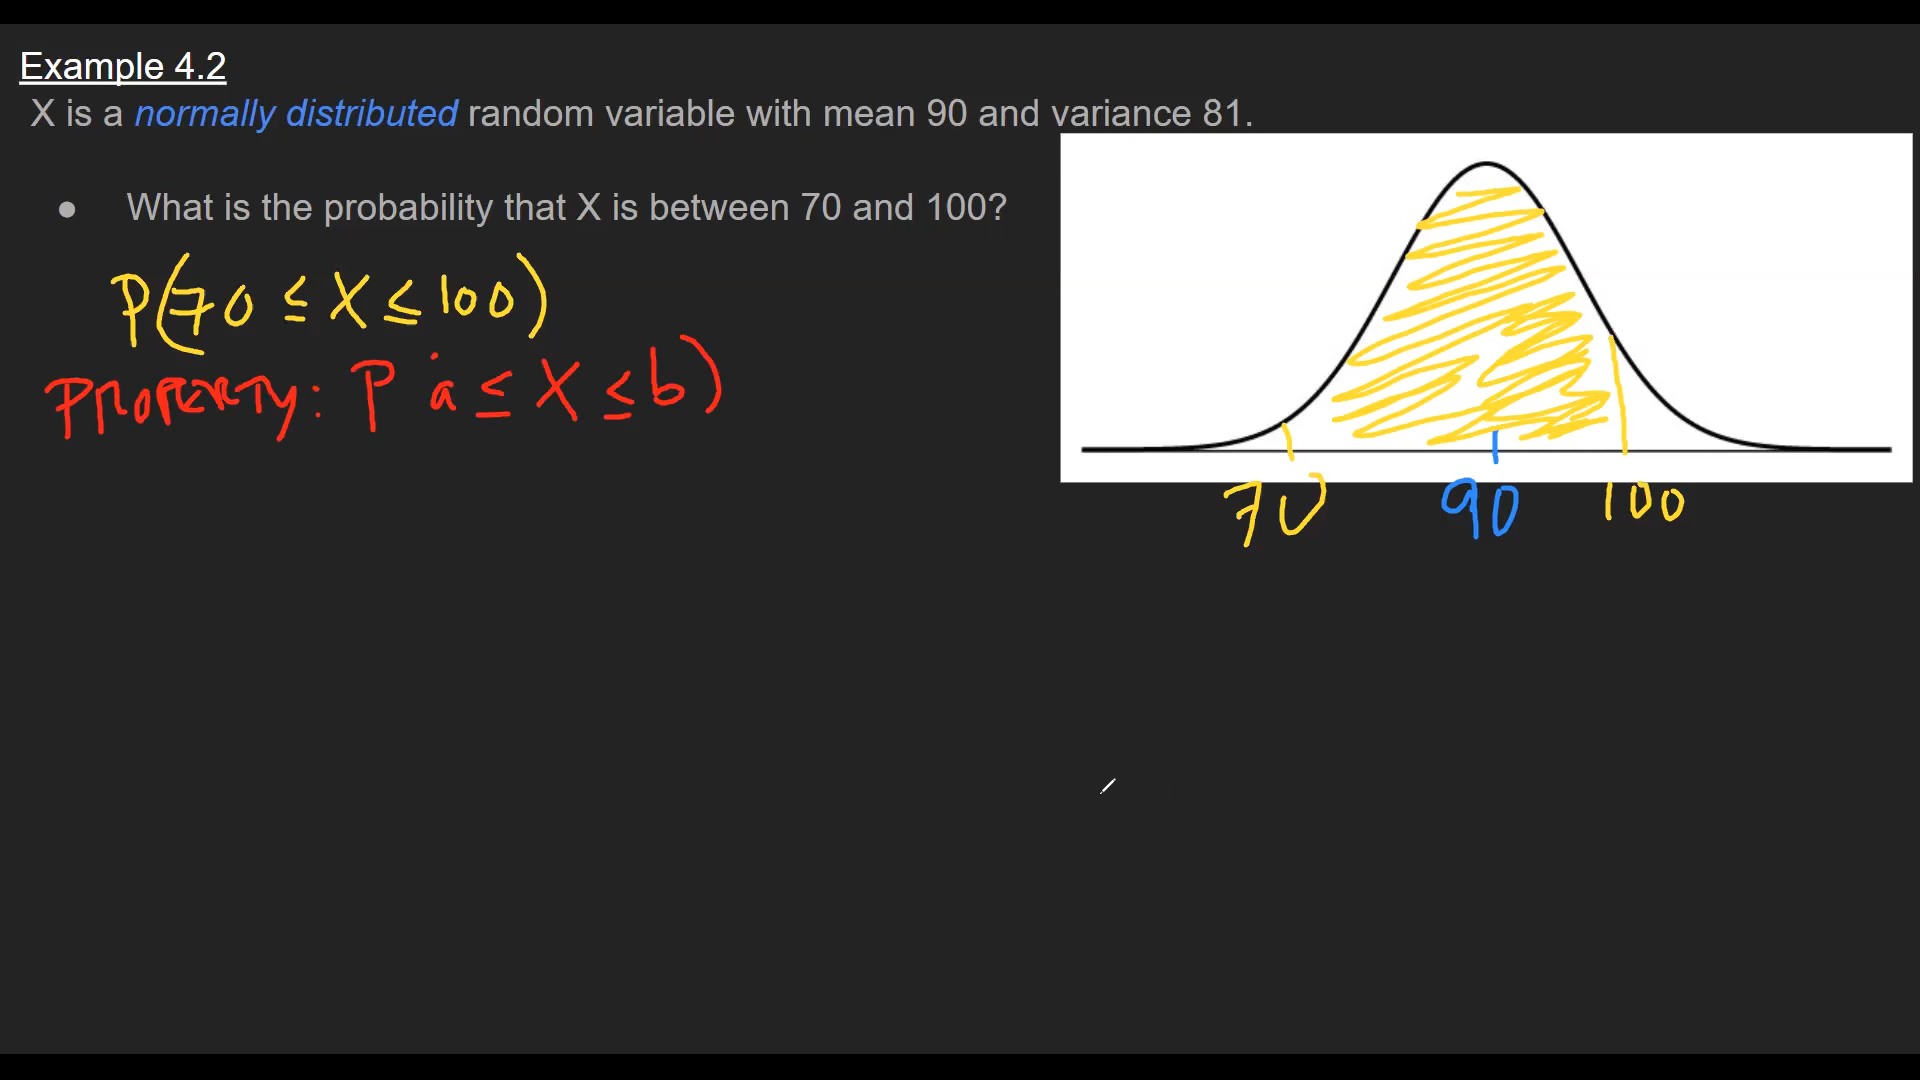 Example 4.2
X is a normally distributed random variable with mean 90 and variance 81.
● What is the probability that X is between 70 and 100?
P(70 ≤ X ≤ 100)
PROPERTY: P a ≤ X ≤ b)
70 90 100